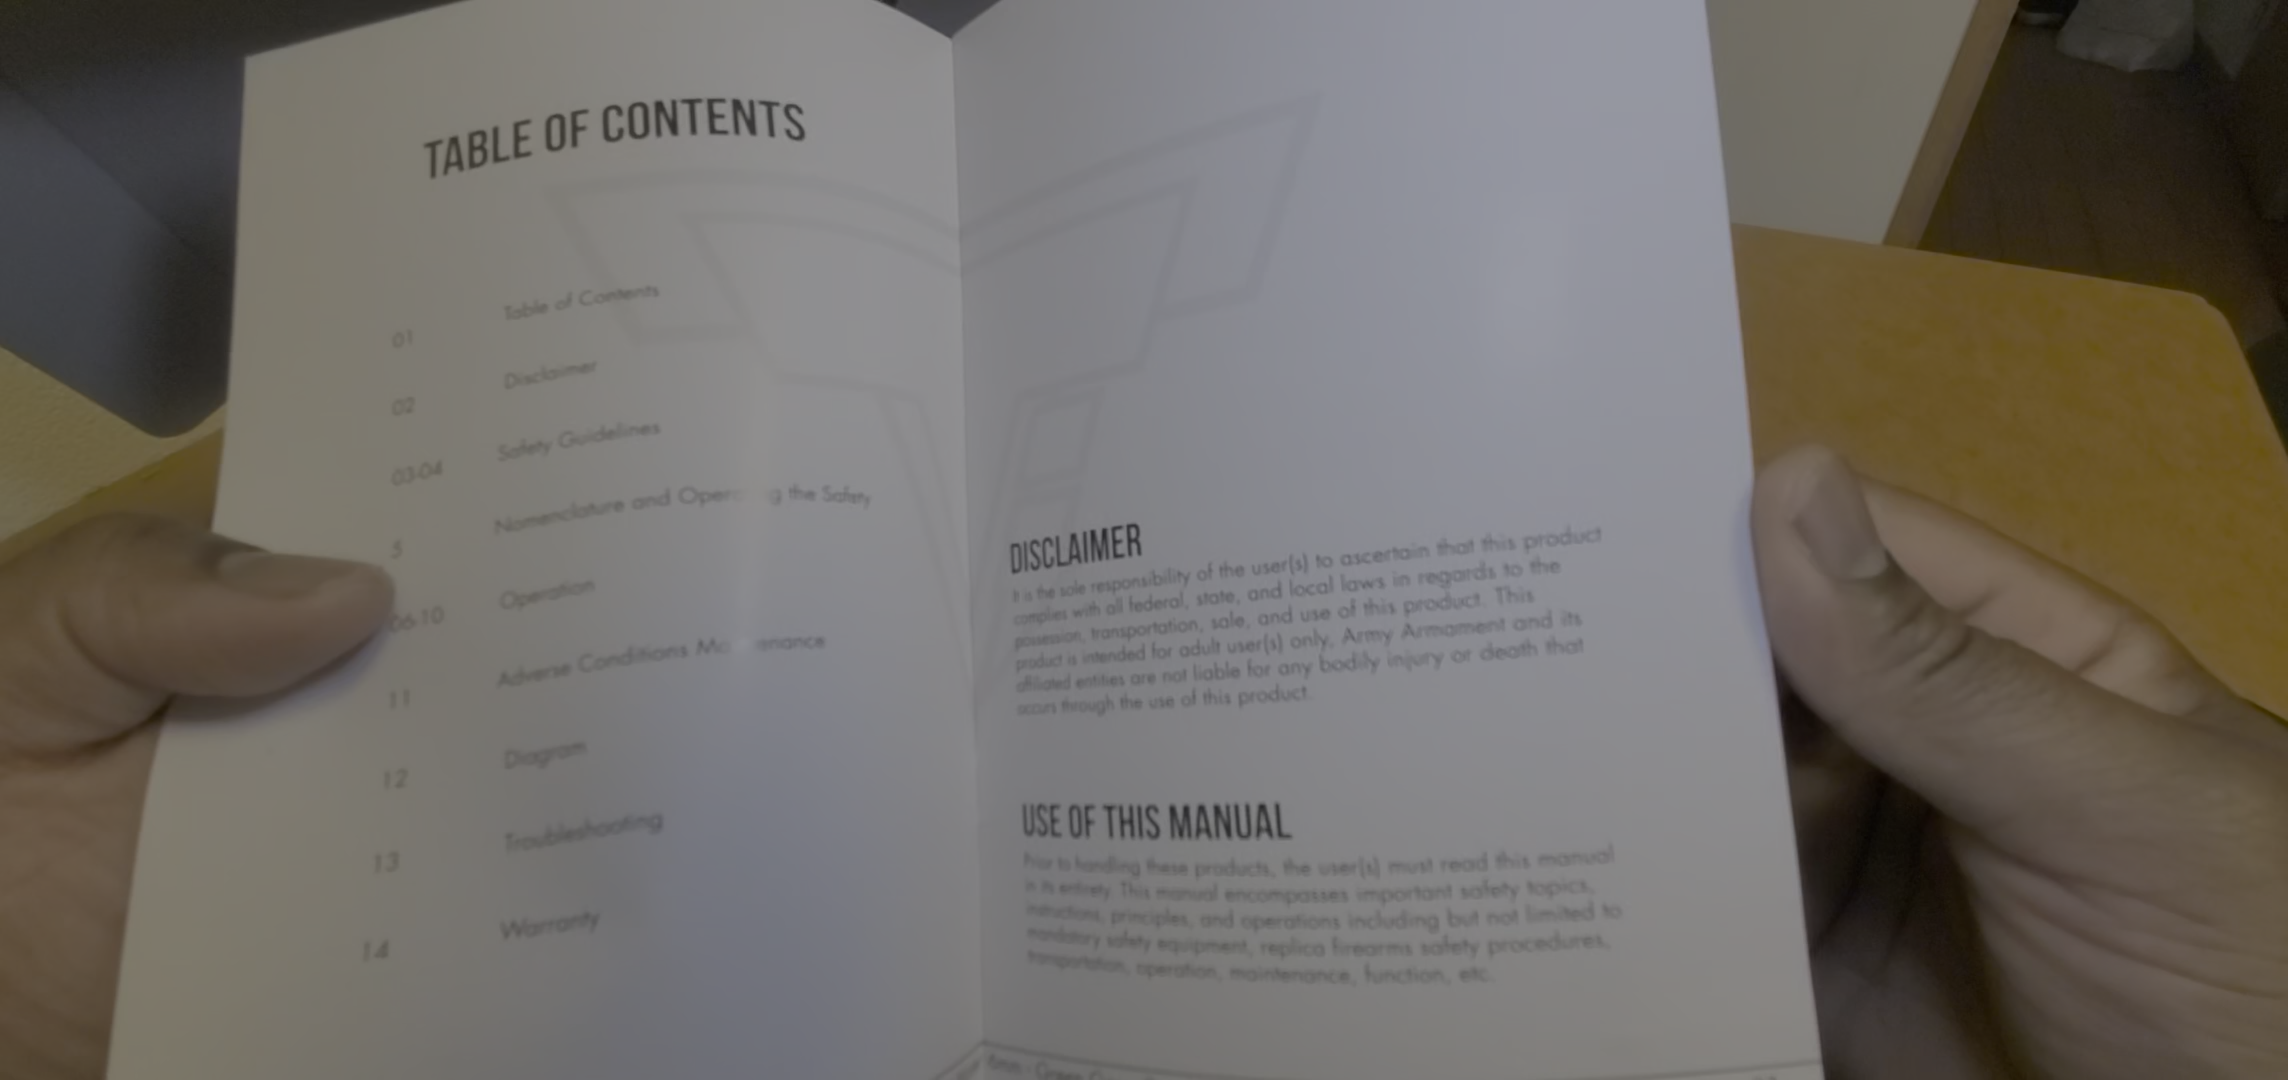 TABLE OF CONTENTS
01 Table of Contents
02 Disclaimer
03-04 Safety Guidelines
5 Nomenclature and Operating the Safety
06-10 Operation
11 Adverse Conditions Maintenance
12 Diagram
13 Troubleshooting
14 Warranty
DISCLAIMER
It is the sole responsibility of the user(s) to ascertain that this product
complies with all federal, state, and local laws in regards to the
possession, transportation, sale, and use of this product. This
product is intended for adult user(s) only, Army Armament and its
affiliated entities are not liable for any bodily injury or death that
occurs through the use of this product.
USE OF THIS MANUAL
Prior to handling these products, the user(s) must read this manual
in its entirety. This manual encompasses important safety topics,
instructions, principles, and operations including but not limited to
mandatory safety equipment, replica firearms safety procedures,
transportation, operation, maintenance, function, etc.
6mm - Green